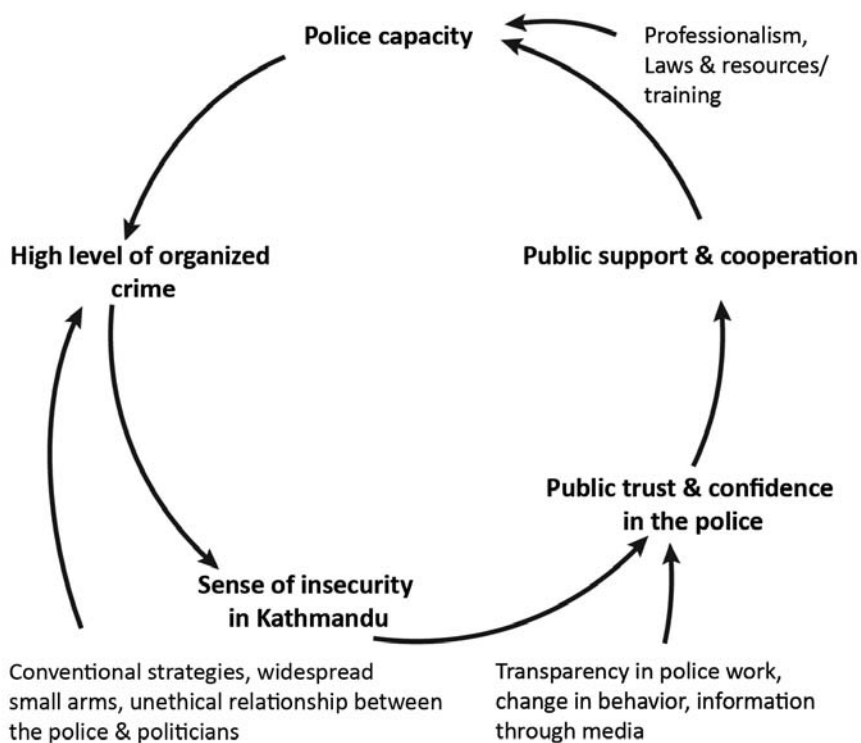 Police capacity
Professionalism,
Laws & resources/
training
High level of organized
crime
Public support & cooperation
Public trust & confidence
in the police
Sense of insecurity
in Kathmandu
Conventional strategies, widespread
small arms, unethical relationship between
the police & politicians
Transparency in police work,
change in behavior, information
through media